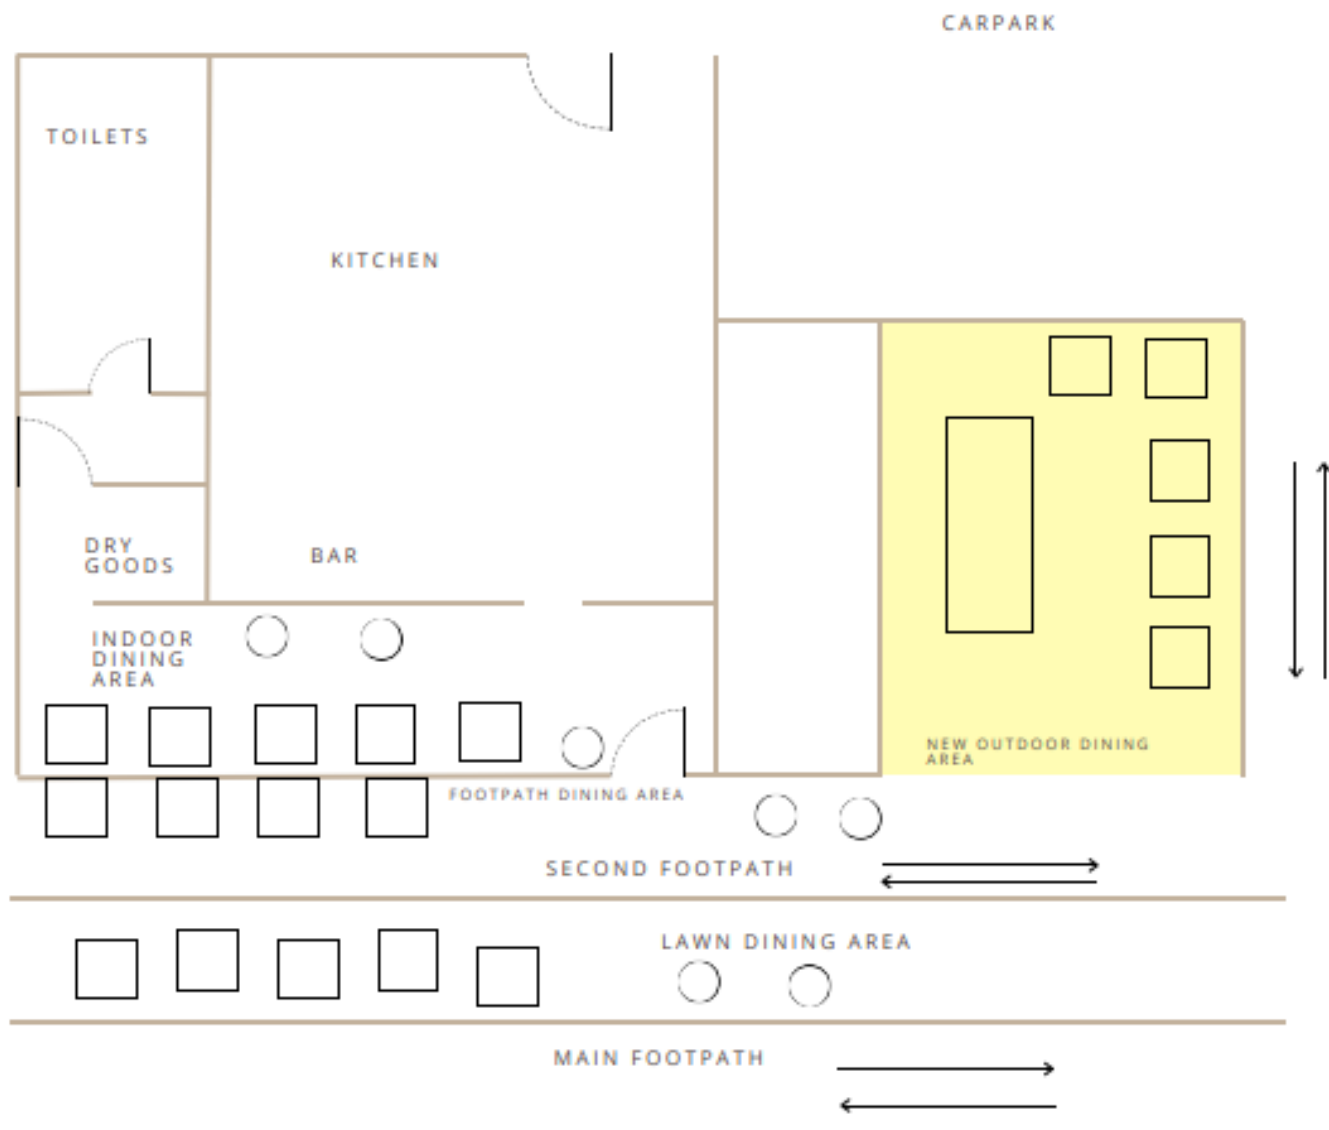 CARPARK
TOILETS
KITCHEN
DRY
GOODS
BAR
INDOOR
DINING
AREA
NEW OUTDOOR DINING
AREA
FOOTPATH DINING AREA
SECOND FOOTPATH
LAWN DINING AREA
MAIN FOOTPATH